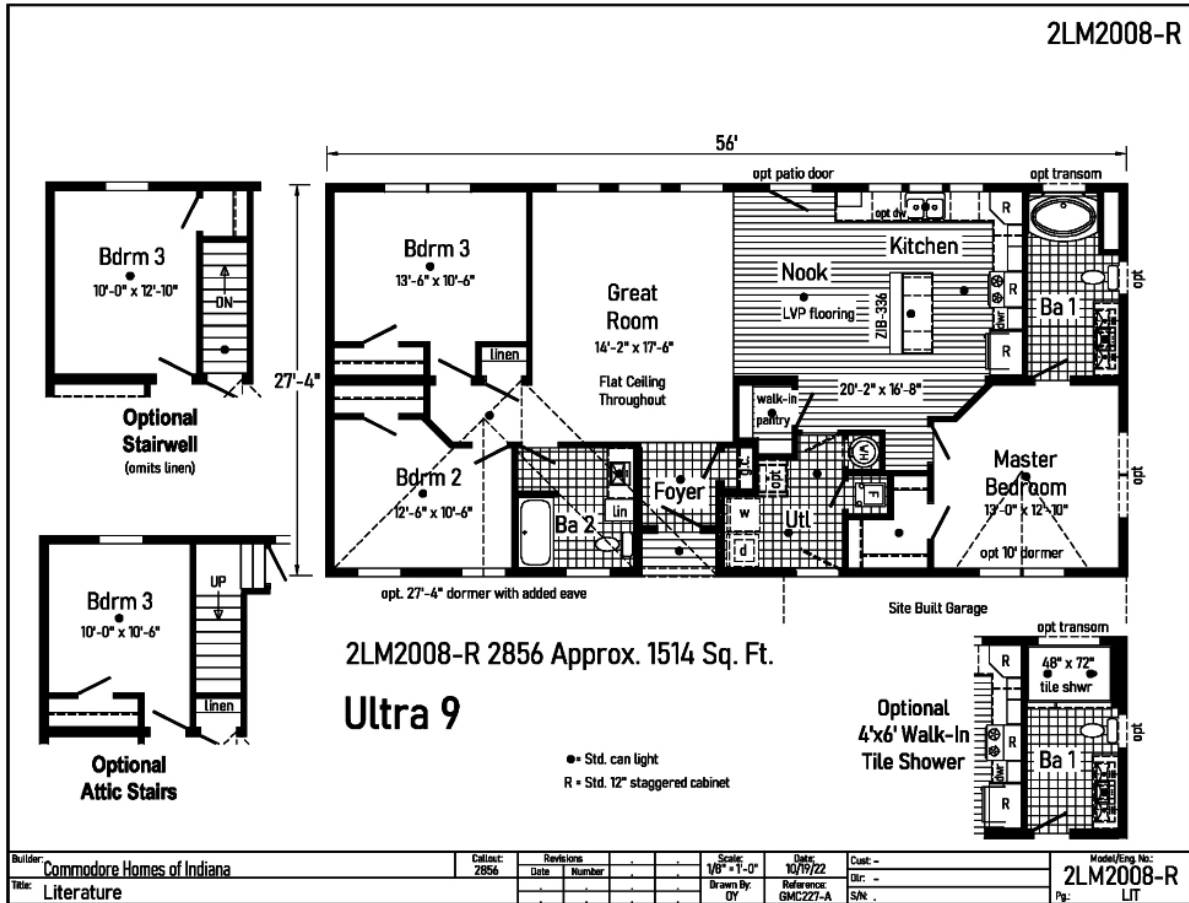 2LM2008-R
56'
opt patio door
opt transom
27'-4"
Bdrm 3
10'-0" x 12'-10"
DN
Optional
Stairwell
(omits linen)
Bdrm 3
13'-6" x 10'-6"
linen
Great
Room
14'-2" x 17'-6"
Flat Ceiling
Throughout
opt dw
Kitchen
R
Nook
LVP flooring
ZIB-336
R
dwr
R
20'-2" x 16'-8"
Ba 1
opt
walk-in
pantry
Bdrm 2
12'-6" x 10'-6"
Ba 2
lin
Foyer
g.c.
opt
w
d
Utl
WH
F
Master
Bedroom
13'-0" x 12'-10"
opt
opt 10' dormer
opt. 27'-4" dormer with added eave
Site Built Garage
UP
Bdrm 3
10'-0" x 10'-6"
linen
Optional
Attic Stairs
2LM2008-R 2856 Approx. 1514 Sq. Ft.
Ultra 9
●= Std. can light
R = Std. 12" staggered cabinet
opt transom
48" x 72"
tile shwr
R
R
dwr
R
Ba 1
opt
Optional
4'x6' Walk-In
Tile Shower
Builder: Commodore Homes of Indiana
Title: Literature
Callout:
2856
Revisions
Date Number
Scale:
1/8" = 1'-0"
Drawn By:
OY
Date:
10/19/22
Reference:
GMC227-A
Cust: -
Dlr: -
S/N: .
Model/Eng. No.:
2LM2008-R
Pg.: LIT